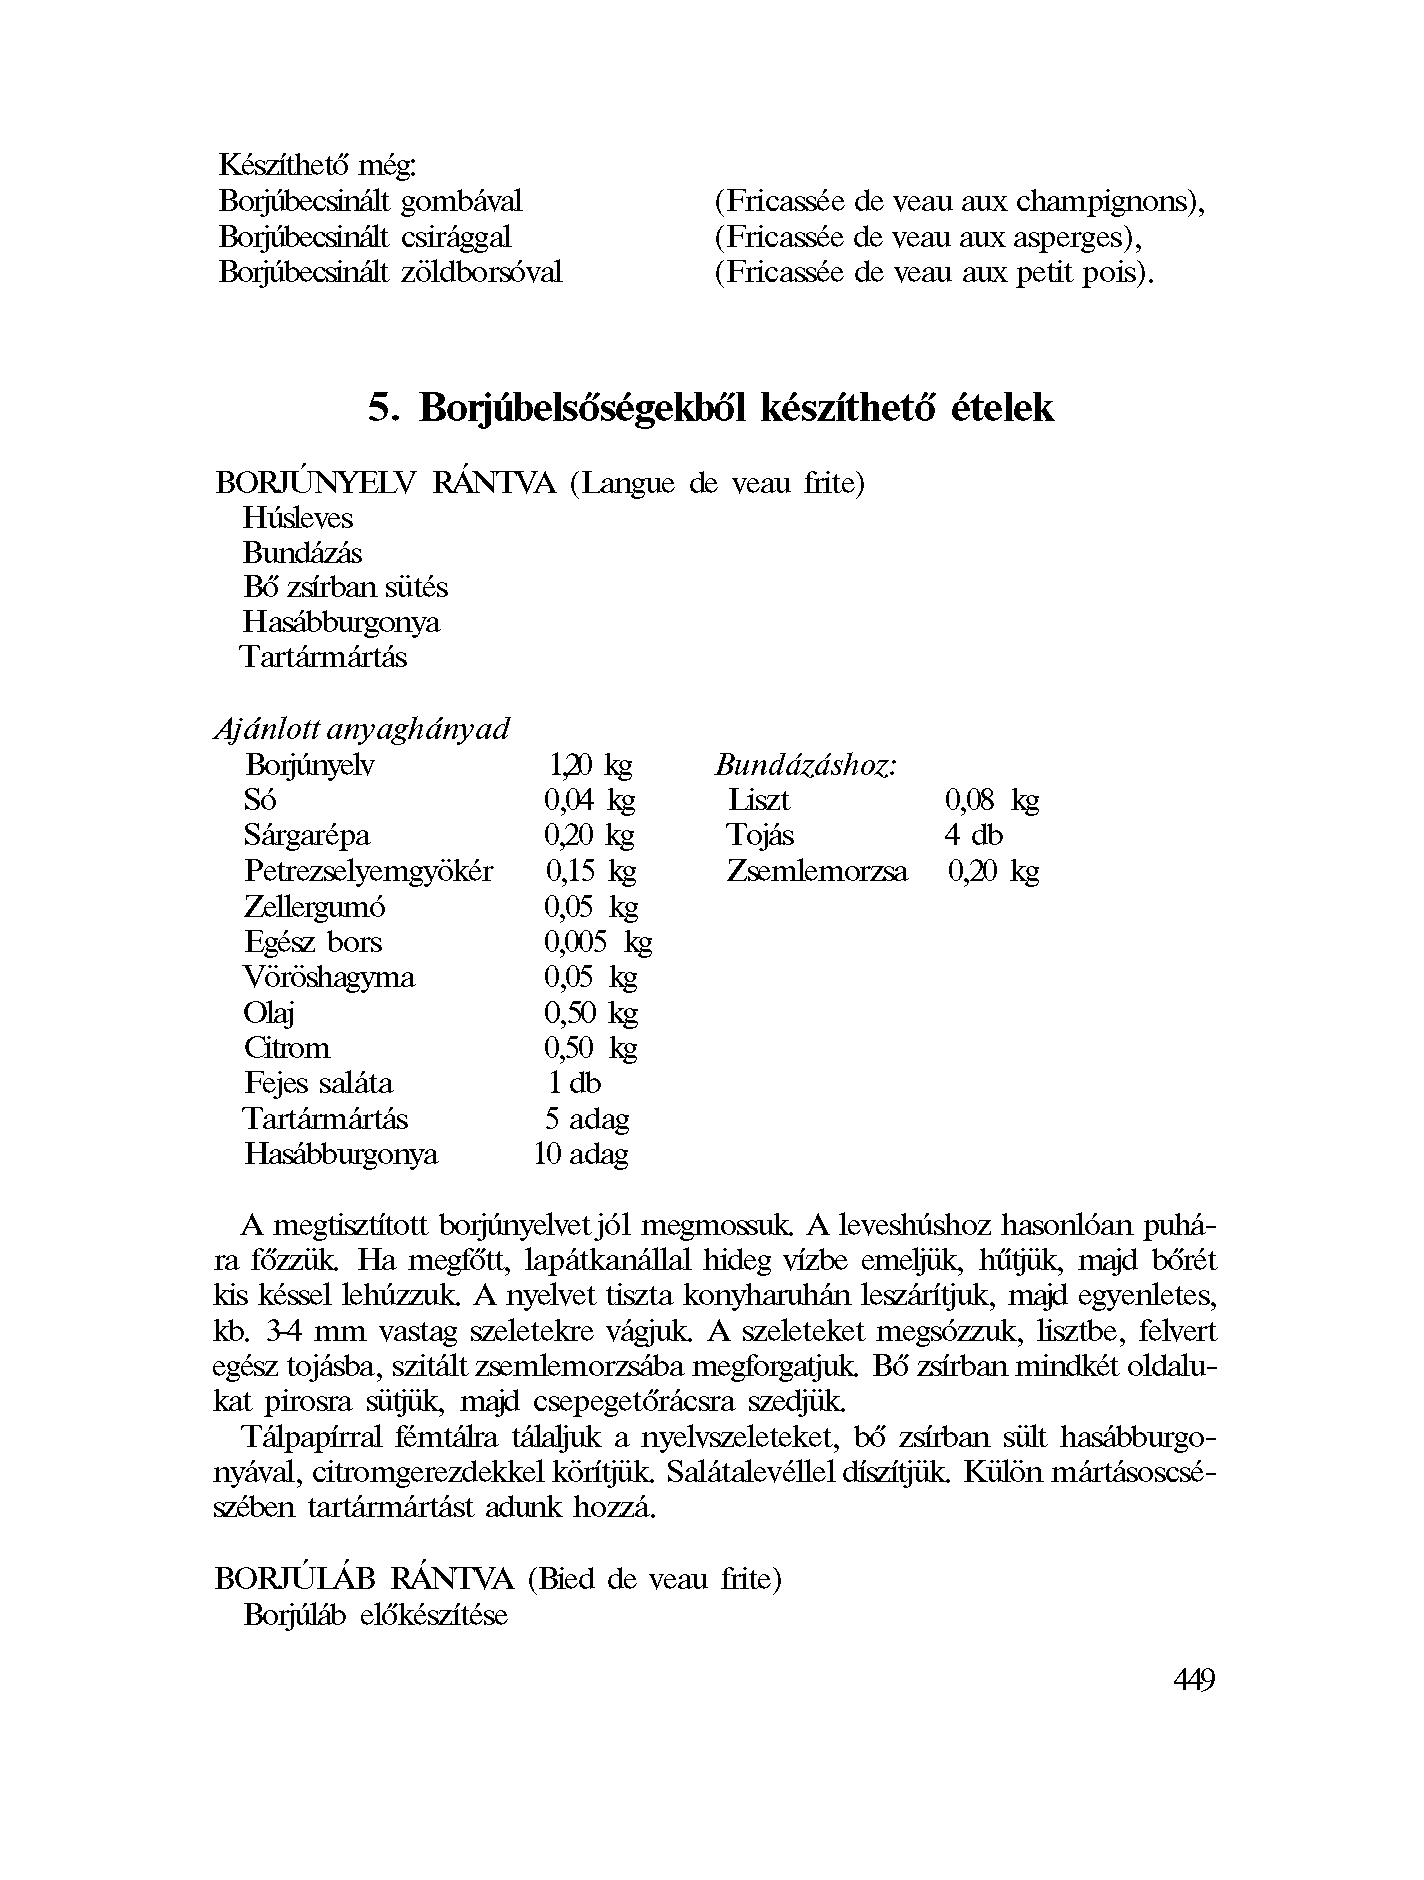 Készíthető még:
Borjúbecsinált gombával (Fricassée de veau aux champignons),
Borjúbecsinált csirággal (Fricassée de veau aux asperges),
Borjúbecsinált zöldborsóval (Fricassée de veau aux petit pois).
5. Borjúbelsőségekből készíthető ételek
BORJÚNYELV RÁNTVA (Langue de veau frite)
Húsleves
Bundázás
Bő zsírban sütés
Hasábburgonya
Tartármártás
Ajánlott anyaghányad
Borjúnyelv 1,20 kg Bundázáshoz:
Só 0,04 kg Liszt 0,08 kg
Sárgarépa 0,20 kg Tojás 4 db
Petrezselyemgyökér 0,15 kg Zsemlemorzsa 0,20 kg
Zellergumó 0,05 kg
Egész bors 0,005 kg
Vöröshagyma 0,05 kg
Olaj 0,50 kg
Citrom 0,50 kg
Fejes saláta 1 db
Tartármártás 5 adag
Hasábburgonya 10 adag
A megtisztított borjúnyelvet jól megmossuk. A leveshúshoz hasonlóan puhá-
ra főzzük. Ha megfőtt, lapátkanállal hideg vízbe emeljük, hűtjük, majd bőrét
kis késsel lehúzzuk. A nyelvet tiszta konyharuhán leszárítjuk, majd egyenletes,
kb. 3-4 mm vastag szeletekre vágjuk. A szeleteket megsózzuk, lisztbe, felvert
egész tojásba, szitált zsemlemorzsába megforgatjuk. Bő zsírban mindkét oldalu-
kat pirosra sütjük, majd csepegetőrácsra szedjük.
Tálpapírral fémtálra tálaljuk a nyelvszeleteket, bő zsírban sült hasábburgo-
nyával, citromgerezdekkel körítjük. Salátalevéllel díszítjük. Külön mártásoscsé-
szében tartármártást adunk hozzá.
BORJÚLÁB RÁNTVA (Bied de veau frite)
Borjúláb előkészítése
449